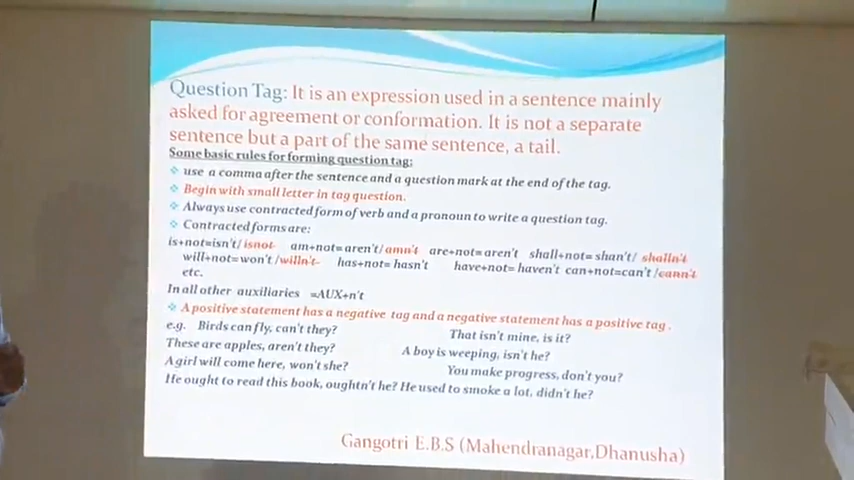 Question Tag: It is an expression used in a sentence mainly
asked for agreement or conformation. It is not a separate
sentence but a part of the same sentence, a tail.
Some basic rules for forming question tag:
❖ use a comma after the sentence and a question mark at the end of the tag.
❖ Begin with small letter in tag question.
❖ Always use contracted form of verb and a pronoun to write a question tag.
❖ Contracted forms are:
is+not=isn't/ isnot  am+not=aren't/amn't  are+not=aren't  shall+not=shan't/ shalln't
will+not=won't /willn't  has+not= hasn't  have+not= haven't can+not=can't /cann't
etc.
In all other auxiliaries =AUX+n't
❖ A positive statement has a negative tag and a negative statement has a positive tag .
e.g. Birds can fly, can't they?  That isn't mine, is it?
These are apples, aren't they?  A boy is weeping, isn't he?
A girl will come here, won't she?  You make progress, don't you?
He ought to read this book, oughtn't he? He used to smoke a lot, didn't he?
Gangotri E.B.S (Mahendranagar,Dhanusha)